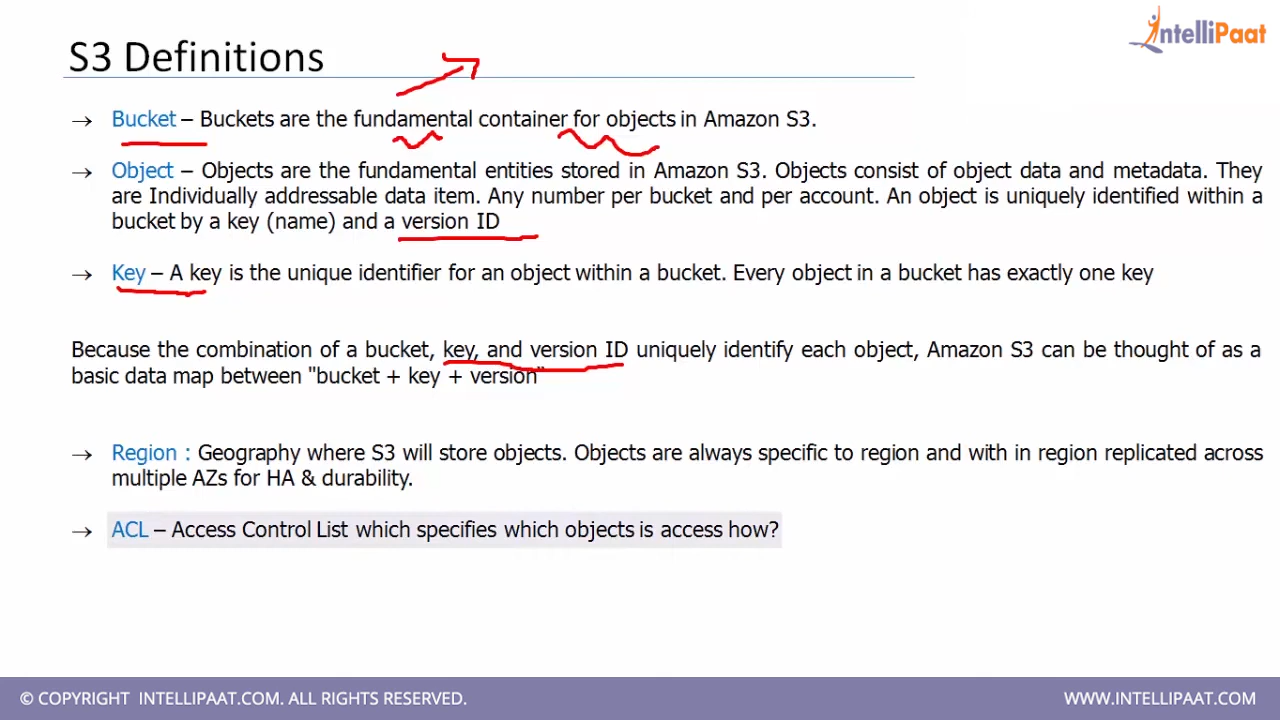 IntelliPaat
S3 Definitions
→ Bucket – Buckets are the fundamental container for objects in Amazon S3.
→ Object – Objects are the fundamental entities stored in Amazon S3. Objects consist of object data and metadata. They
are Individually addressable data item. Any number per bucket and per account. An object is uniquely identified within a
bucket by a key (name) and a version ID
→ Key – A key is the unique identifier for an object within a bucket. Every object in a bucket has exactly one key
Because the combination of a bucket, key, and version ID uniquely identify each object, Amazon S3 can be thought of as a
basic data map between "bucket + key + version"
→ Region : Geography where S3 will store objects. Objects are always specific to region and with in region replicated across
multiple AZs for HA & durability.
→ ACL – Access Control List which specifies which objects is access how?
© COPYRIGHT INTELLIPAAT.COM. ALL RIGHTS RESERVED.
WWW.INTELLIPAAT.COM